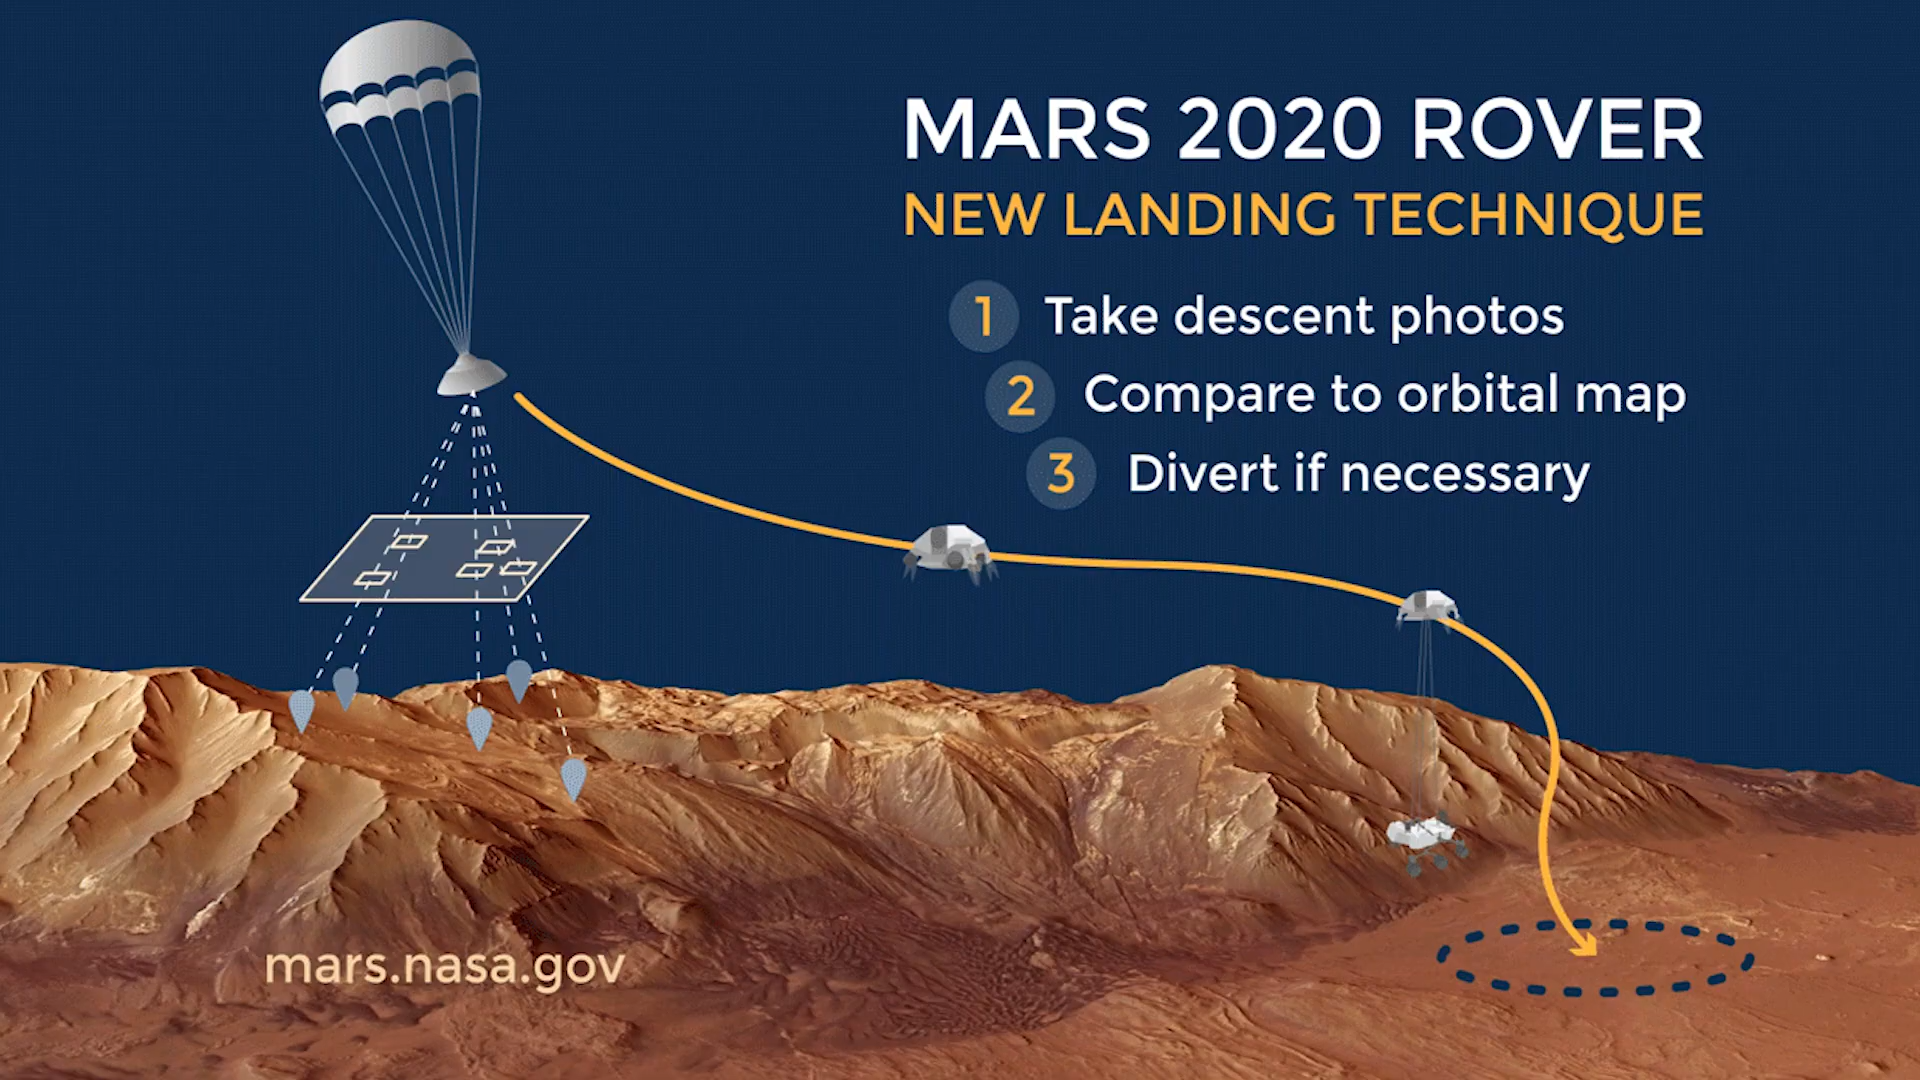 MARS 2020 ROVER
NEW LANDING TECHNIQUE
1 Take descent photos
2 Compare to orbital map
3 Divert if necessary
mars.nasa.gov